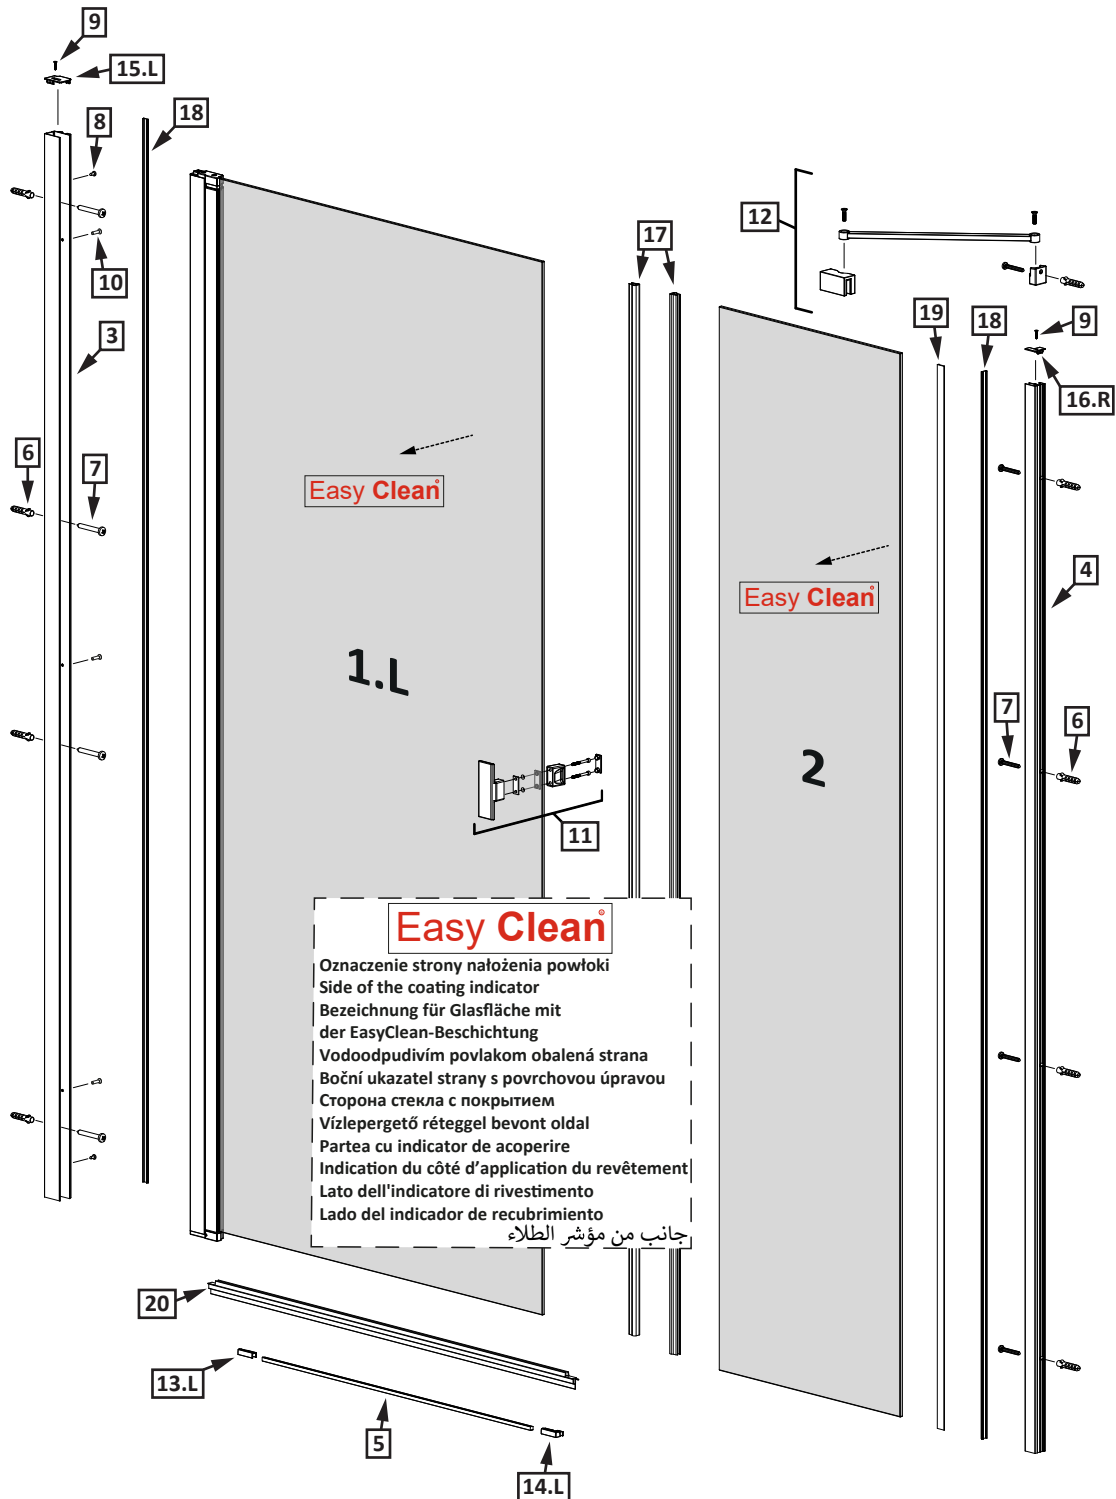 9
15.L
8
18
10
3
6
7
12
17
19
18
9
16.R
Easy Clean
Easy Clean
4
1.L
2
7
6
11
Easy Clean
Oznaczenie strony nałożenia powłoki
Side of the coating indicator
Bezeichnung für Glasfläche mit
der EasyClean-Beschichtung
Vodoodpudivím povlakom obalená strana
Boční ukazatel strany s povrchovou úpravou
Сторона стекла с покрытием
Vízlepergető réteggel bevont oldal
Partea cu indicator de acoperire
Indication du côté d'application du revêtement
Lato dell'indicatore di rivestimento
Lado del indicador de recubrimiento
جانب من مؤشر الطلاء
20
13.L
5
14.L